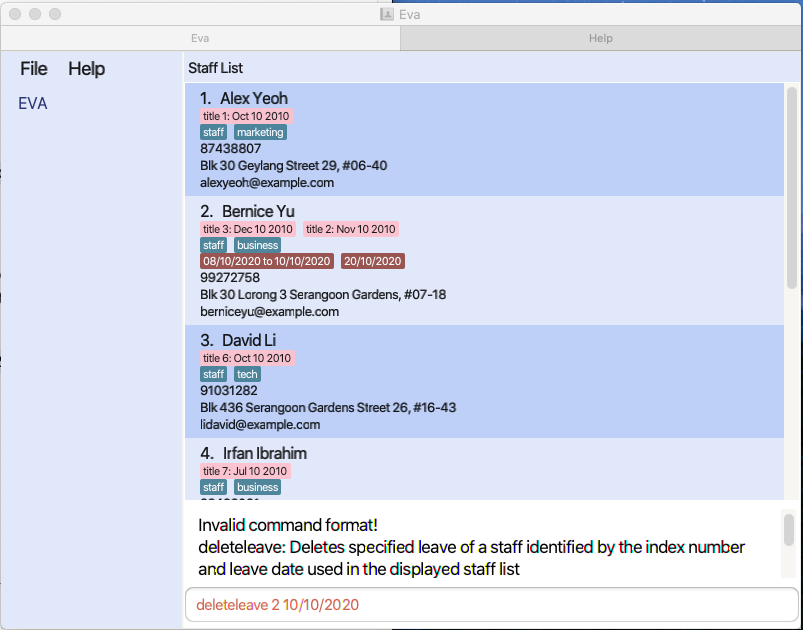 Eva
Eva Help
File Help Staff List
EVA
1. Alex Yeoh
title 1: Oct 10 2010
staff marketing
87438807
Blk 30 Geylang Street 29, #06-40
alexyeoh@example.com
2. Bernice Yu
title 3: Dec 10 2010 title 2: Nov 10 2010
staff business
08/10/2020 to 10/10/2020 20/10/2020
99272758
Blk 30 Lorong 3 Serangoon Gardens, #07-18
berniceyu@example.com
3. David Li
title 6: Oct 10 2010
staff tech
91031282
Blk 436 Serangoon Gardens Street 26, #16-43
lidavid@example.com
4. Irfan Ibrahim
title 7: Jul 10 2010
staff business
Invalid command format!
deleteleave: Deletes specified leave of a staff identified by the index number
and leave date used in the displayed staff list
deleteleave 2 10/10/2020